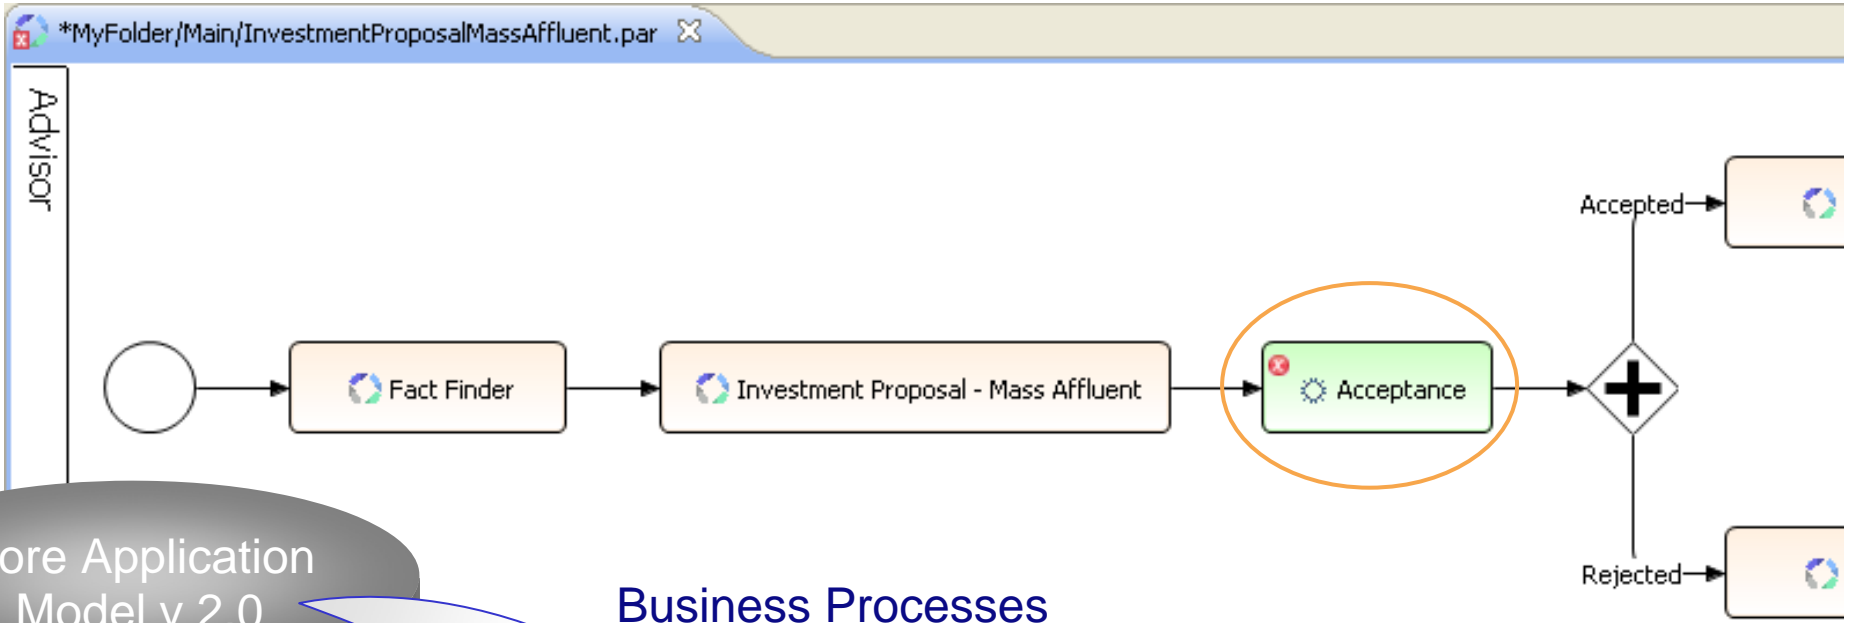 *MyFolder/Main/InvestmentProposalMassAffluent.par
Advisor
Accepted
Fact Finder
Investment Proposal - Mass Affluent
Acceptance
Rejected
ore Application
Model v 2.0
Business Processes